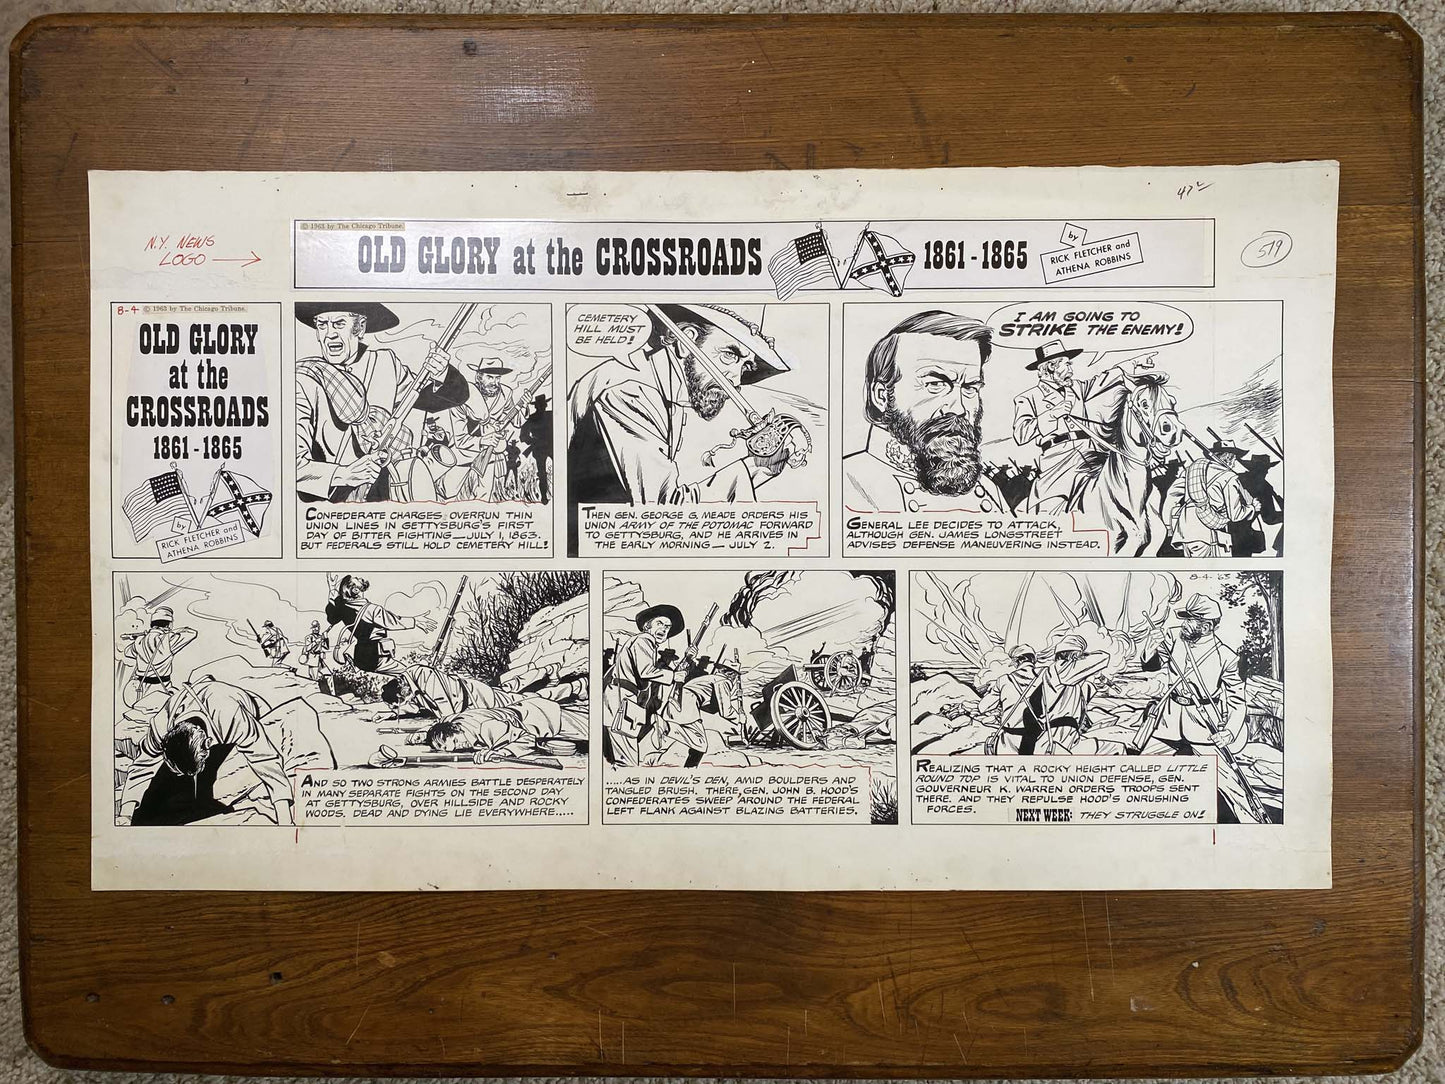 47
N.Y. NEWS
LOGO
© 1963 by The Chicago Tribune.
OLD GLORY at the CROSSROADS
1861 - 1865
by
RICK FLETCHER and
ATHENA ROBBINS
519
8-4
© 1963 by The Chicago Tribune.
OLD GLORY
at the
CROSSROADS
1861 - 1865
by
RICK FLETCHER and
ATHENA ROBBINS
CONFEDERATE CHARGES OVERRUN THIN
UNION LINES IN GETTYSBURG'S FIRST
DAY OF BITTER FIGHTING — JULY 1, 1863.
BUT FEDERALS STILL HOLD CEMETERY HILL!
CEMETERY
HILL MUST
BE HELD!
THEN GEN. GEORGE G. MEADE ORDERS HIS
UNION ARMY OF THE POTOMAC FORWARD
TO GETTYSBURG, AND HE ARRIVES IN
THE EARLY MORNING — JULY 2.
I AM GOING TO
STRIKE THE ENEMY!
GENERAL LEE DECIDES TO ATTACK,
ALTHOUGH GEN. JAMES LONGSTREET
ADVISES DEFENSE MANEUVERING INSTEAD.
AND SO TWO STRONG ARMIES BATTLE DESPERATELY
IN MANY SEPARATE FIGHTS ON THE SECOND DAY
AT GETTYSBURG, OVER HILLSIDE AND ROCKY
WOODS. DEAD AND DYING LIE EVERYWHERE.....
.....AS IN DEVIL'S DEN, AMID BOULDERS AND
TANGLED BRUSH. THERE, GEN. JOHN B. HOOD'S
CONFEDERATES SWEEP AROUND THE FEDERAL
LEFT FLANK AGAINST BLAZING BATTERIES.
8-4-'63
REALIZING THAT A ROCKY HEIGHT CALLED LITTLE
ROUND TOP IS VITAL TO UNION DEFENSE, GEN.
GOUVERNEUR K. WARREN ORDERS TROOPS SENT
THERE. AND THEY REPULSE HOOD'S ONRUSHING
FORCES.
NEXT WEEK: THEY STRUGGLE ON!